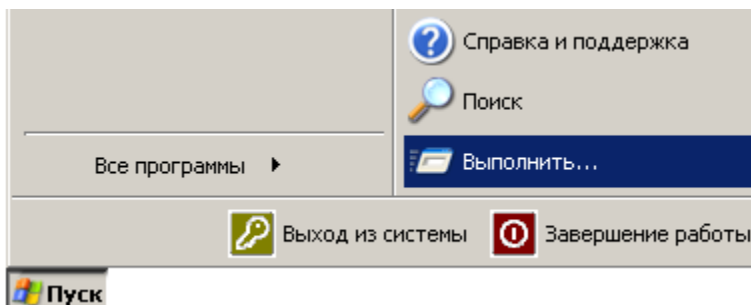 Справка и поддержка
Поиск
Все программы
Выполнить...
Выход из системы
Завершение работы
Пуск